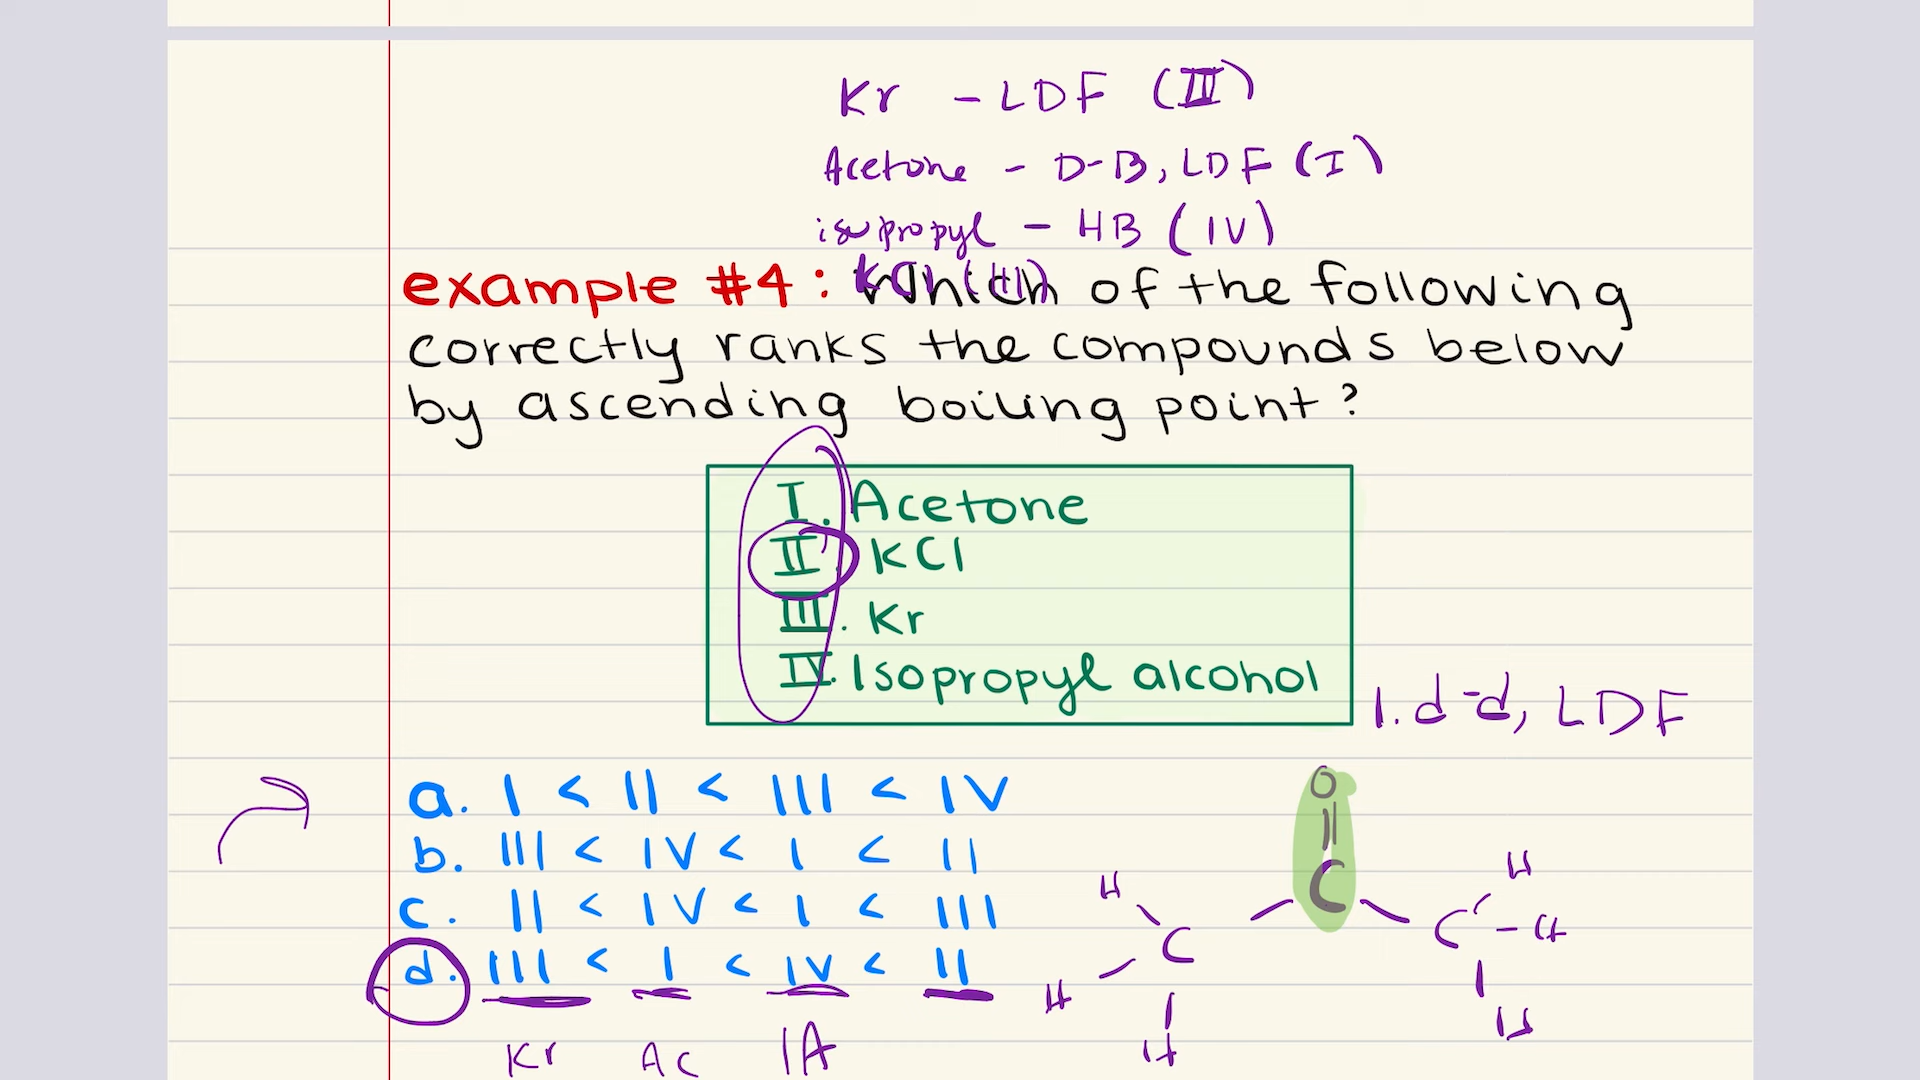 Kr - LDF (III)
Acetone - D-D, LDF (I)
isopropyl - HB (IV)
KCl (II)
example #4: Which of the following
correctly ranks the compounds below
by ascending boiling point?
I. Acetone
II. KCl
III. Kr
IV. Isopropyl alcohol
1. d-d, LDF
a. I < II < III < IV
b. III < IV < I < II
c. II < IV < I < III
d. III < I < IV < II
Kr Ac IA
O
C
H H
C C H
H H
H